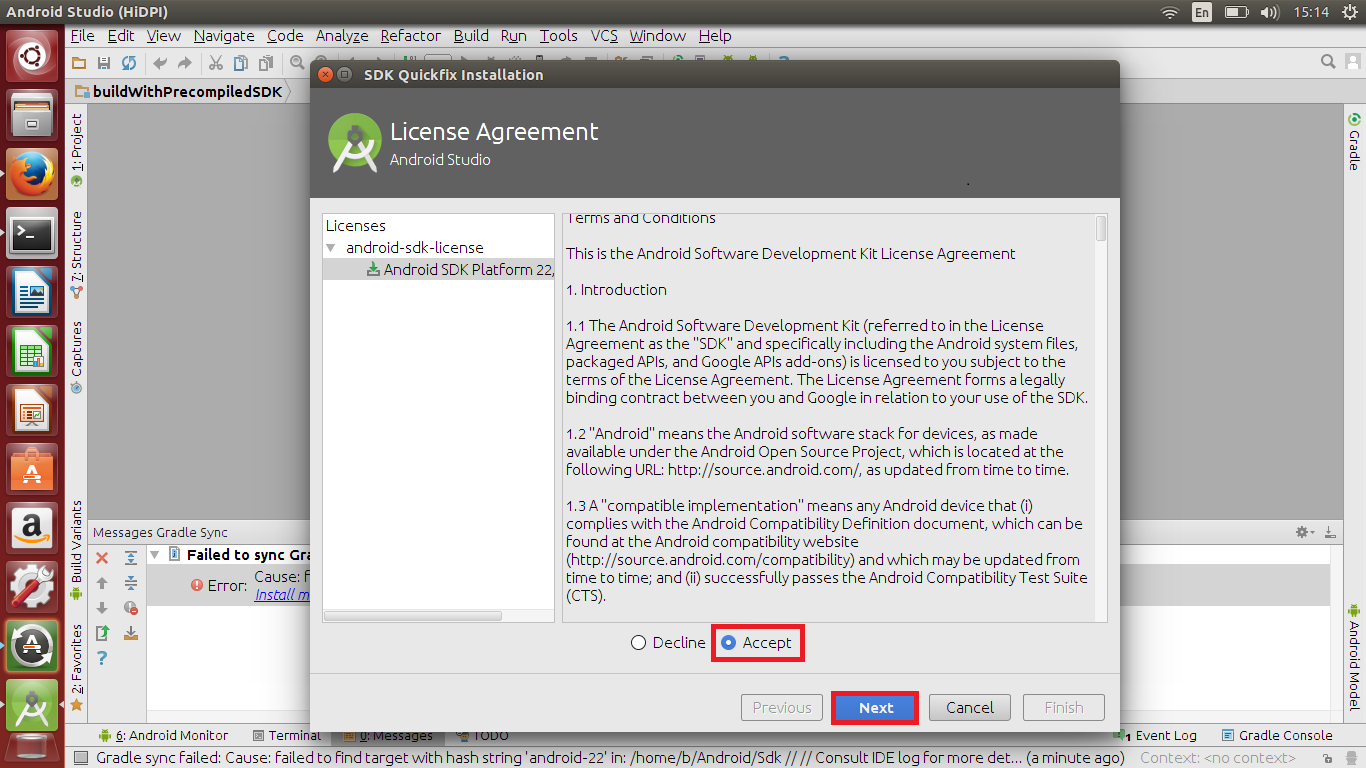 Android Studio (HiDPI)
En
15:14
File Edit View Navigate Code Analyze Refactor Build Run Tools VCS Window Help
buildWithPrecompiledSDK
1: Project
7: Structure
Captures
Build Variants
2: Favorites
SDK Quickfix Installation
License Agreement
Android Studio
Licenses
android-sdk-license
Android SDK Platform 22,
Terms and Conditions
This is the Android Software Development Kit License Agreement
1. Introduction
1.1 The Android Software Development Kit (referred to in the License
Agreement as the "SDK" and specifically including the Android system files,
packaged APIs, and Google APIs add-ons) is licensed to you subject to the
terms of the License Agreement. The License Agreement forms a legally
binding contract between you and Google in relation to your use of the SDK.
1.2 "Android" means the Android software stack for devices, as made
available under the Android Open Source Project, which is located at the
following URL: http://source.android.com/, as updated from time to time.
1.3 A "compatible implementation" means any Android device that (i)
complies with the Android Compatibility Definition document, which can be
found at the Android compatibility website
(http://source.android.com/compatibility) and which may be updated from
time to time; and (ii) successfully passes the Android Compatibility Test Suite
(CTS).
Decline Accept
Previous Next Cancel Finish
Gradle
Android Model
Messages Gradle Sync
Failed to sync Gra
Error: Cause: f
Install m
6: Android Monitor Terminal 0: Messages TODO 1 Event Log Gradle Console
Gradle sync failed: Cause: failed to find target with hash string 'android-22' in: /home/b/Android/Sdk // // Consult IDE log for more det... (a minute ago) Context: <no context>